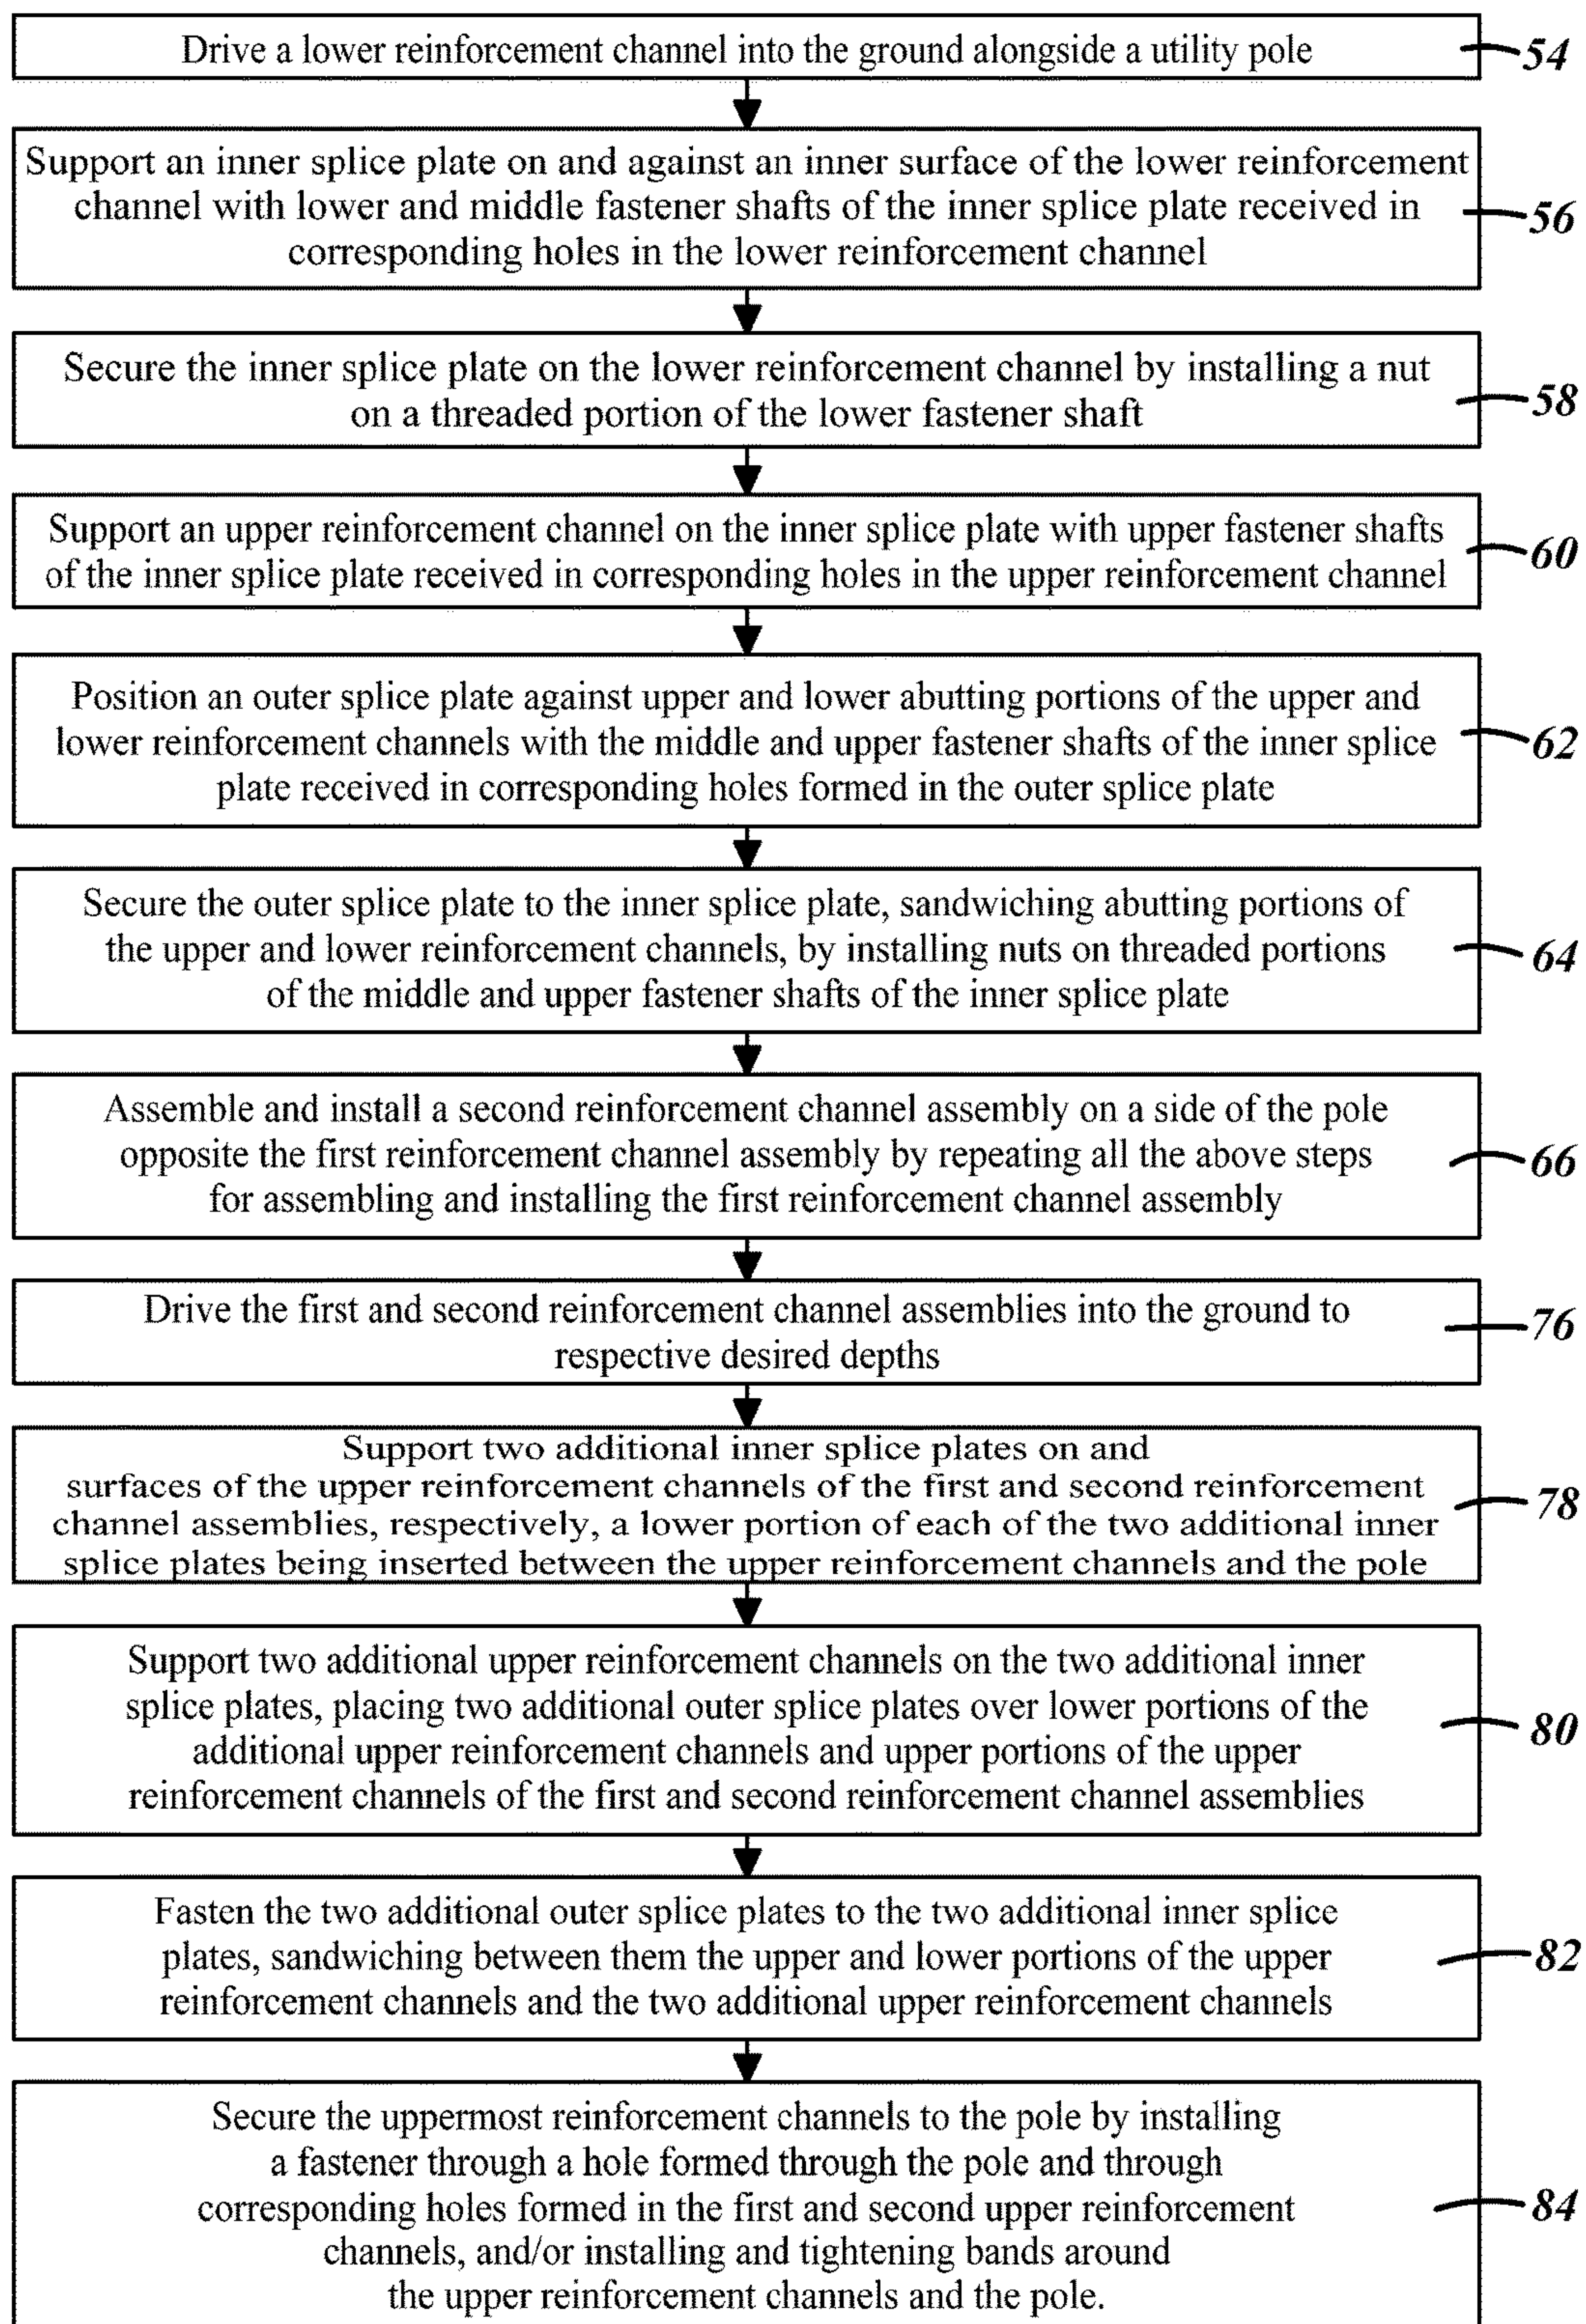 Drive a lower reinforcement channel into the ground alongside a utility pole
54
Support an inner splice plate on and against an inner surface of the lower reinforcement
channel with lower and middle fastener shafts of the inner splice plate received in
corresponding holes in the lower reinforcement channel
56
Secure the inner splice plate on the lower reinforcement channel by installing a nut
on a threaded portion of the lower fastener shaft
58
Support an upper reinforcement channel on the inner splice plate with upper fastener shafts
of the inner splice plate received in corresponding holes in the upper reinforcement channel
60
Position an outer splice plate against upper and lower abutting portions of the upper and
lower reinforcement channels with the middle and upper fastener shafts of the inner splice
plate received in corresponding holes formed in the outer splice plate
62
Secure the outer splice plate to the inner splice plate, sandwiching abutting portions of
the upper and lower reinforcement channels, by installing nuts on threaded portions
of the middle and upper fastener shafts of the inner splice plate
64
Assemble and install a second reinforcement channel assembly on a side of the pole
opposite the first reinforcement channel assembly by repeating all the above steps
for assembling and installing the first reinforcement channel assembly
66
Drive the first and second reinforcement channel assemblies into the ground to
respective desired depths
76
Support two additional inner splice plates on and
surfaces of the upper reinforcement channels of the first and second reinforcement
channel assemblies, respectively, a lower portion of each of the two additional inner
splice plates being inserted between the upper reinforcement channels and the pole
78
Support two additional upper reinforcement channels on the two additional inner
splice plates, placing two additional outer splice plates over lower portions of the
additional upper reinforcement channels and upper portions of the upper
reinforcement channels of the first and second reinforcement channel assemblies
80
Fasten the two additional outer splice plates to the two additional inner splice
plates, sandwiching between them the upper and lower portions of the upper
reinforcement channels and the two additional upper reinforcement channels
82
Secure the uppermost reinforcement channels to the pole by installing
a fastener through a hole formed through the pole and through
corresponding holes formed in the first and second upper reinforcement
channels, and/or installing and tightening bands around
the upper reinforcement channels and the pole.
84